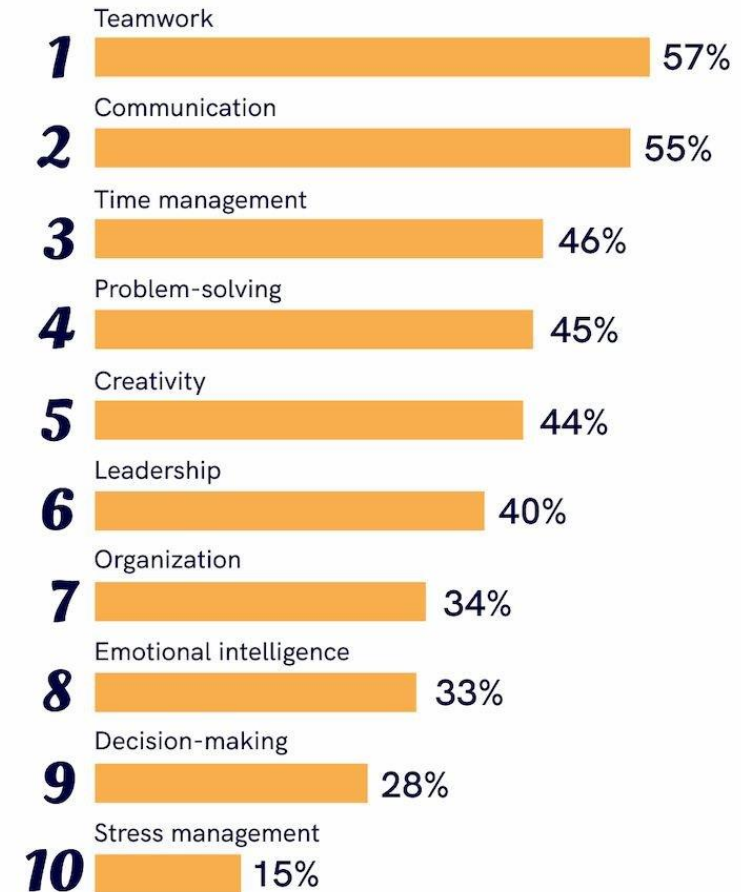 Teamwork
1 57%
Communication
2 55%
Time management
3 46%
Problem-solving
4 45%
Creativity
5 44%
Leadership
6 40%
Organization
7 34%
Emotional intelligence
8 33%
Decision-making
9 28%
Stress management
10 15%